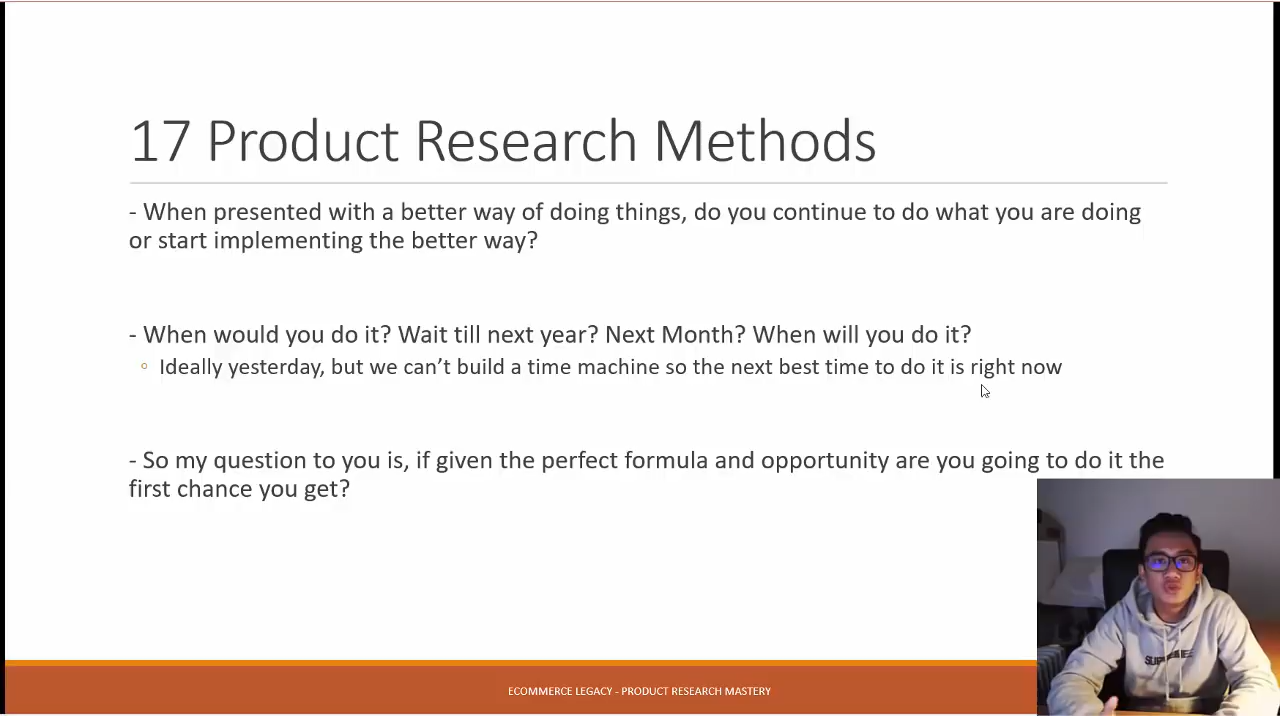 17 Product Research Methods
- When presented with a better way of doing things, do you continue to do what you are doing
or start implementing the better way?
- When would you do it? Wait till next year? Next Month? When will you do it?
◦ Ideally yesterday, but we can't build a time machine so the next best time to do it is right now
- So my question to you is, if given the perfect formula and opportunity are you going to do it the
first chance you get?
ECOMMERCE LEGACY - PRODUCT RESEARCH MASTERY